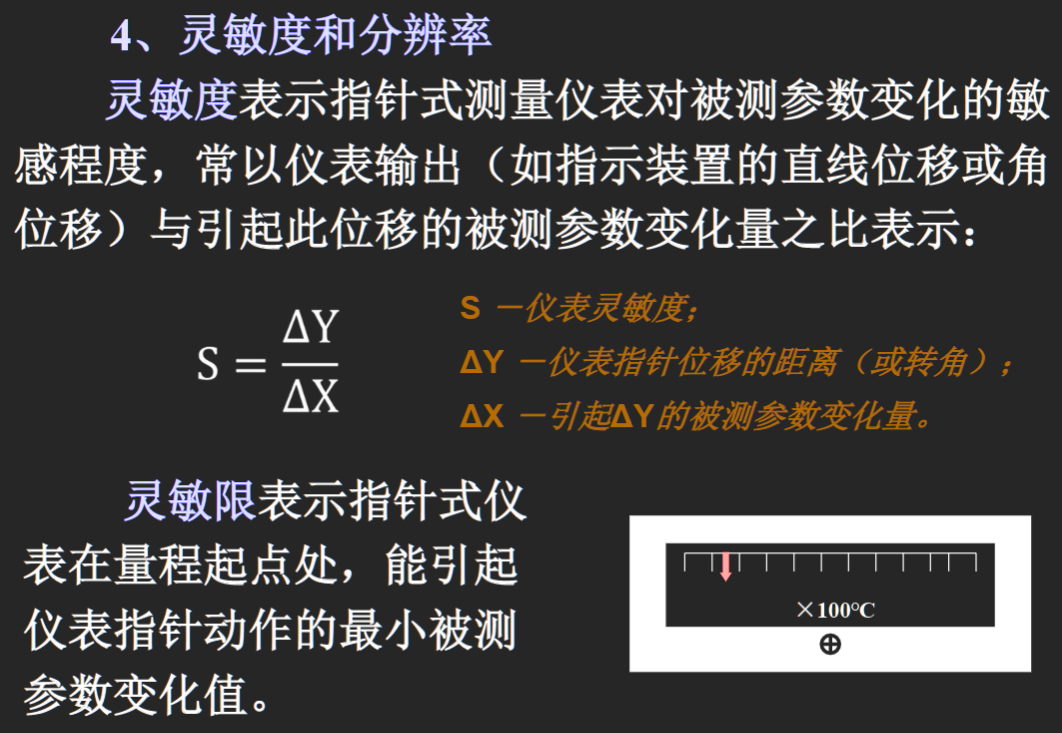 4、灵敏度和分辨率
灵敏度表示指针式测量仪表对被测参数变化的敏
感程度，常以仪表输出（如指示装置的直线位移或角
位移）与引起此位移的被测参数变化量之比表示：
S = ΔY/ΔX
S －仪表灵敏度；
ΔY －仪表指针位移的距离（或转角）；
ΔX －引起ΔY的被测参数变化量。
灵敏限表示指针式仪
表在量程起点处，能引起
仪表指针动作的最小被测
参数变化值。
×100℃